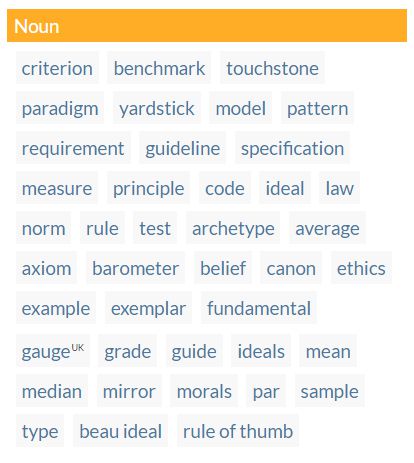 Noun
criterion benchmark touchstone
paradigm yardstick model pattern
requirement guideline specification
measure principle code ideal law
norm rule test archetype average
axiom barometer belief canon ethics
example exemplar fundamental
gauge UK grade guide ideals mean
median mirror morals par sample
type beau ideal rule of thumb